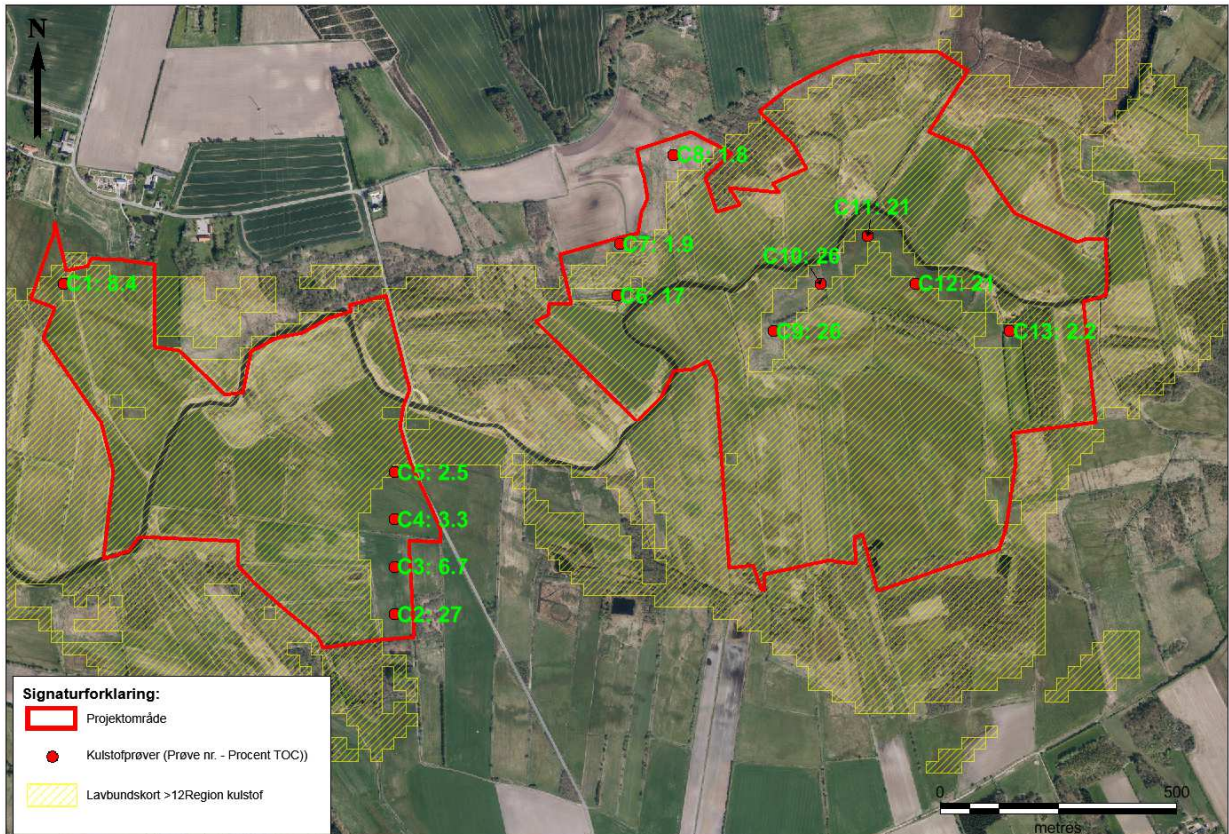 N
C8: 1.8
C11: 21
C7: 1.9
C10: 26
C1: 8.4
C6: 17
C12: 21
C9: 26
C13: 2.2
C5: 2.5
C4: 3.3
C3: 6.7
C2: 27
Signaturforklaring:
Projektområde
Kulstofprøver (Prøve nr. - Procent TOC))
Lavbundskort >12Region kulstof
0 500
metres